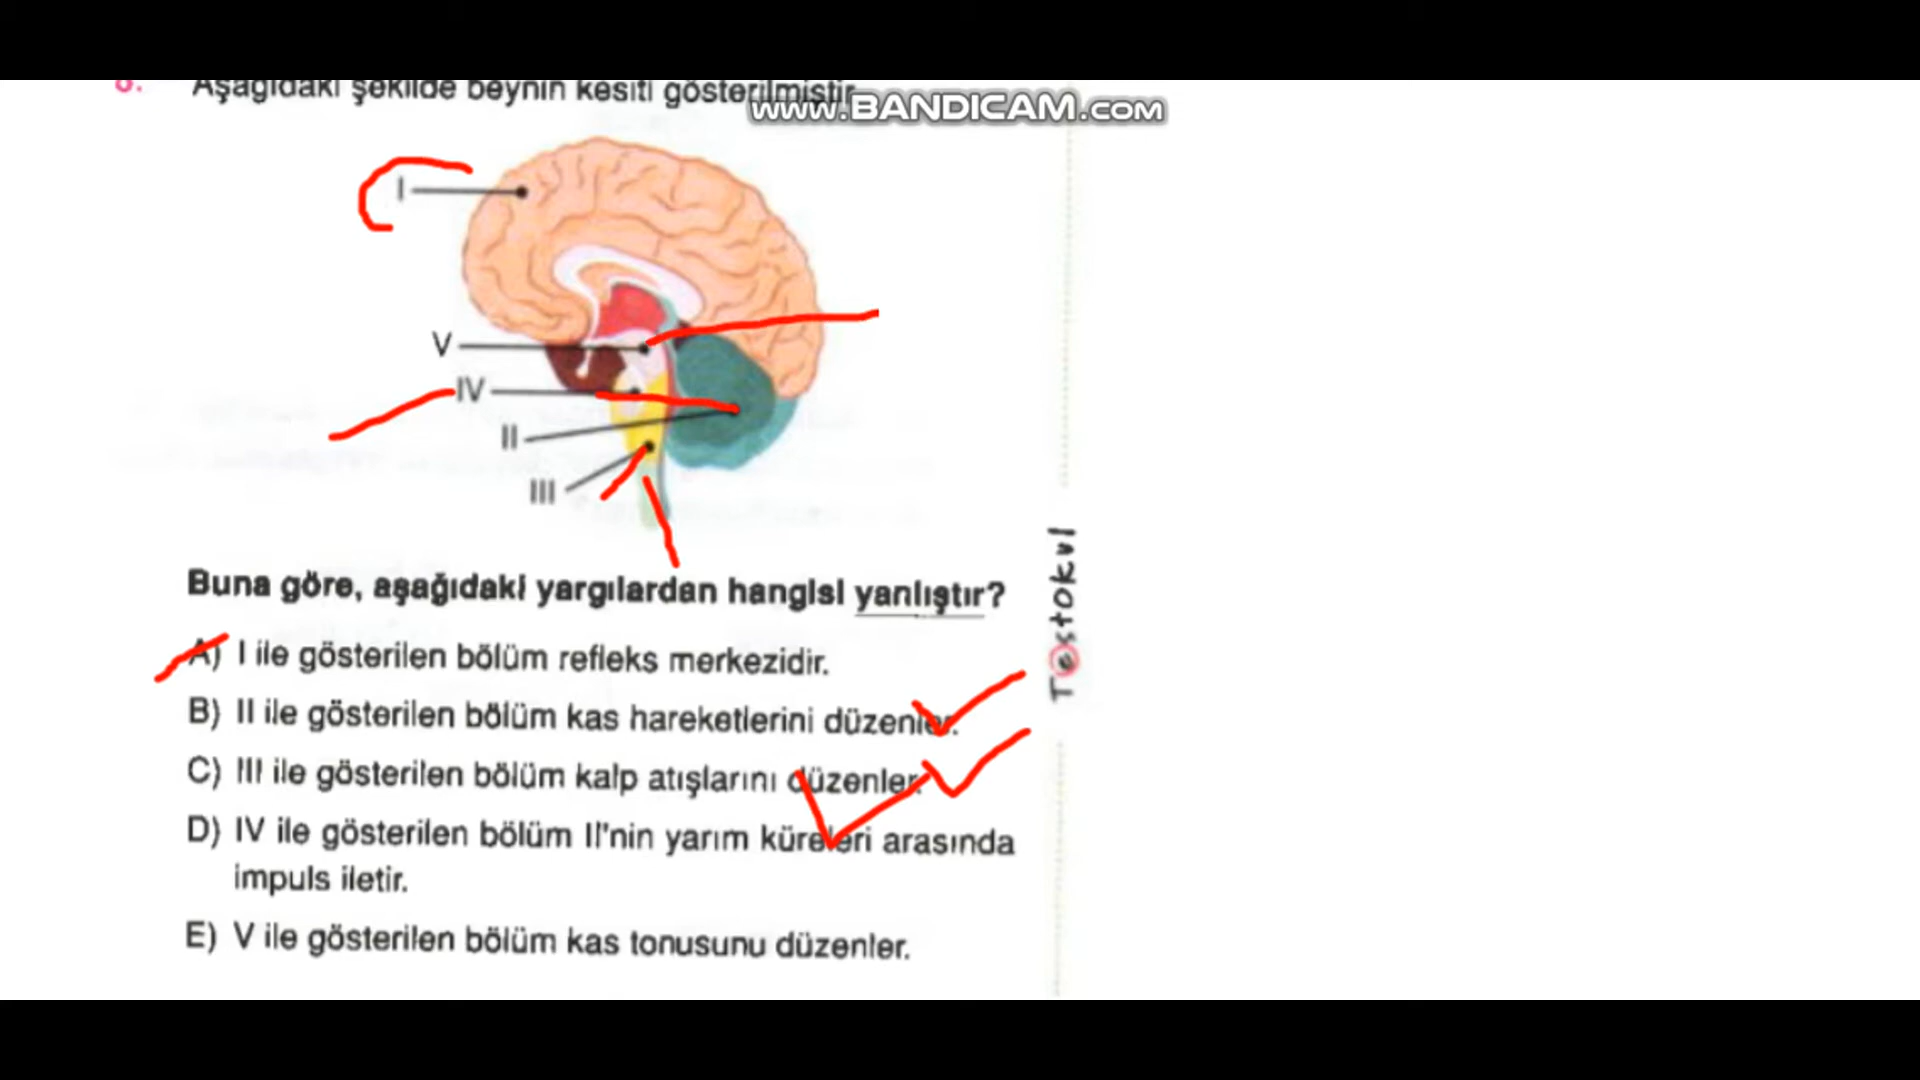 Aşağıdaki şekilde beynin kesiti gösterilmiştir
www.BANDICAM.com
I
V
IV
II
III
Buna göre, aşağıdaki yargılardan hangisi yanlıştır?
A) I ile gösterilen bölüm refleks merkezidir.
B) II ile gösterilen bölüm kas hareketlerini düzenler.
C) III ile gösterilen bölüm kalp atışlarını düzenler.
D) IV ile gösterilen bölüm II'nin yarım küreleri arasında
impuls iletir.
E) V ile gösterilen bölüm kas tonusunu düzenler.
Testokul